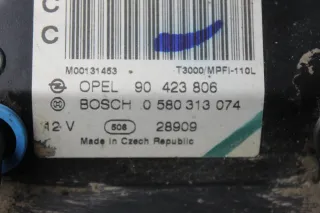 C
C
M00131453 T3000/MPFI-110L
OPEL 90 423 806
BOSCH 0 580 313 074
12 V 506 28909
Made in Czech Republic